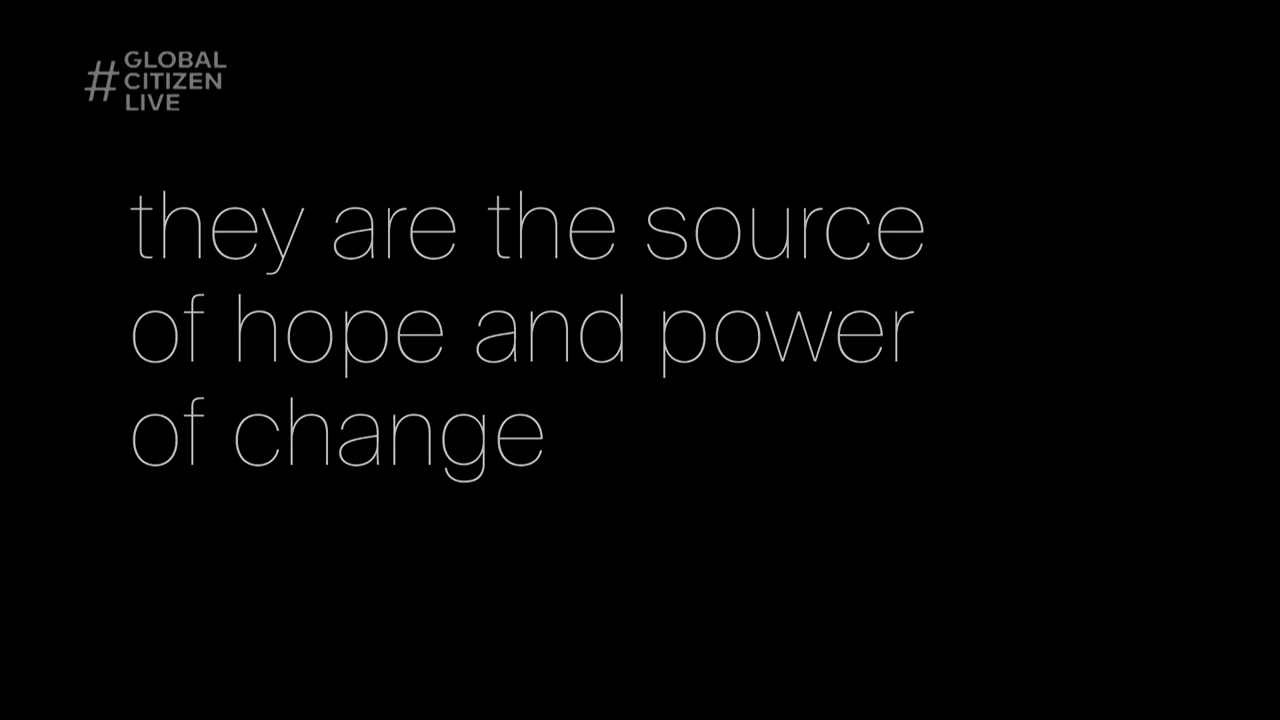 #GLOBAL
CITIZEN
LIVE
they are the source
of hope and power
of change